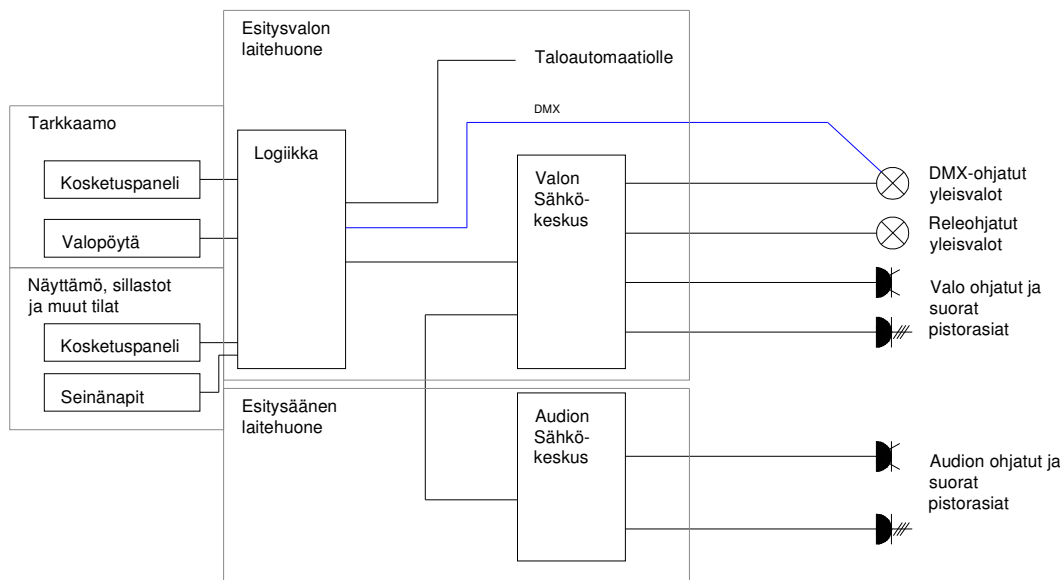 Esitysvalon
laitehuone
Taloautomaatiolle
DMX
Tarkkaamo
Logiikka
Kosketuspaneli
Valopöytä
Valon
Sähkö-
keskus
DMX-ohjatut
yleisvalot
Releohjatut
yleisvalot
Näyttämö, sillastot
ja muut tilat
Kosketuspaneli
Seinänapit
Valo ohjatut ja
suorat
pistorasiat
Esitysäänen
laitehuone
Audion
Sähkö-
keskus
Audion ohjatut ja
suorat
pistorasiat